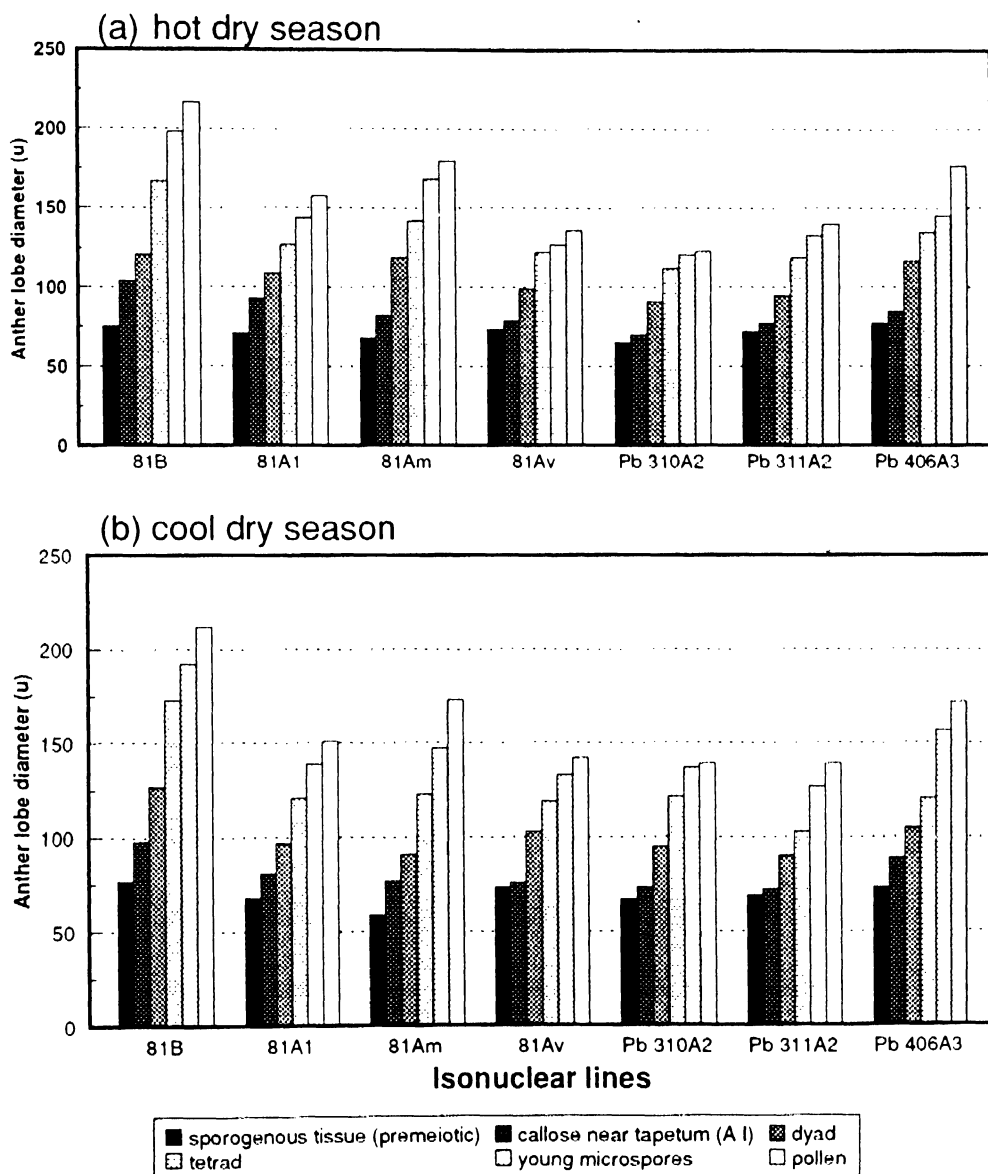 (a) hot dry season
Anther lobe diameter (u)
250
200
150
100
50
0
81B 81A1 81Am 81Av Pb 310A2 Pb 311A2 Pb 406A3
(b) cool dry season
Anther lobe diameter (u)
250
200
150
100
50
0
81B 81A1 81Am 81Av Pb 310A2 Pb 311A2 Pb 406A3
Isonuclear lines
sporogenous tissue (premeiotic) callose near tapetum (A I) dyad
tetrad young microspores pollen